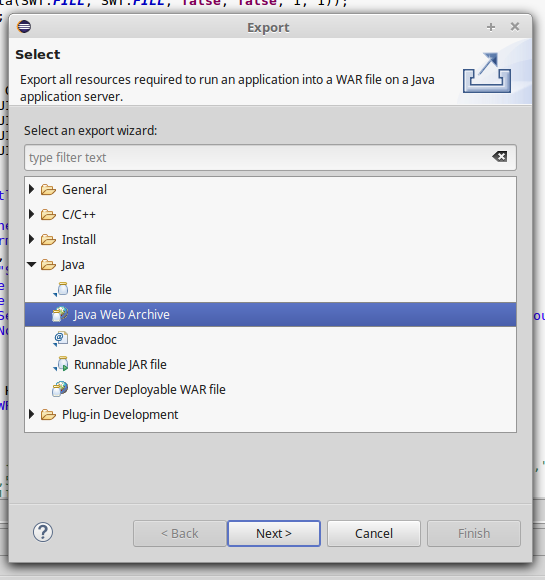 ta(SWT.FILL, SWT.FILL, false, false, 1, 1));
Export
Select
Export all resources required to run an application into a WAR file on a Java
application server.
Select an export wizard:
type filter text
General
C/C++
Install
Java
JAR file
Java Web Archive
Javadoc
Runnable JAR file
Server Deployable WAR file
Plug-in Development
?
< Back
Next >
Cancel
Finish